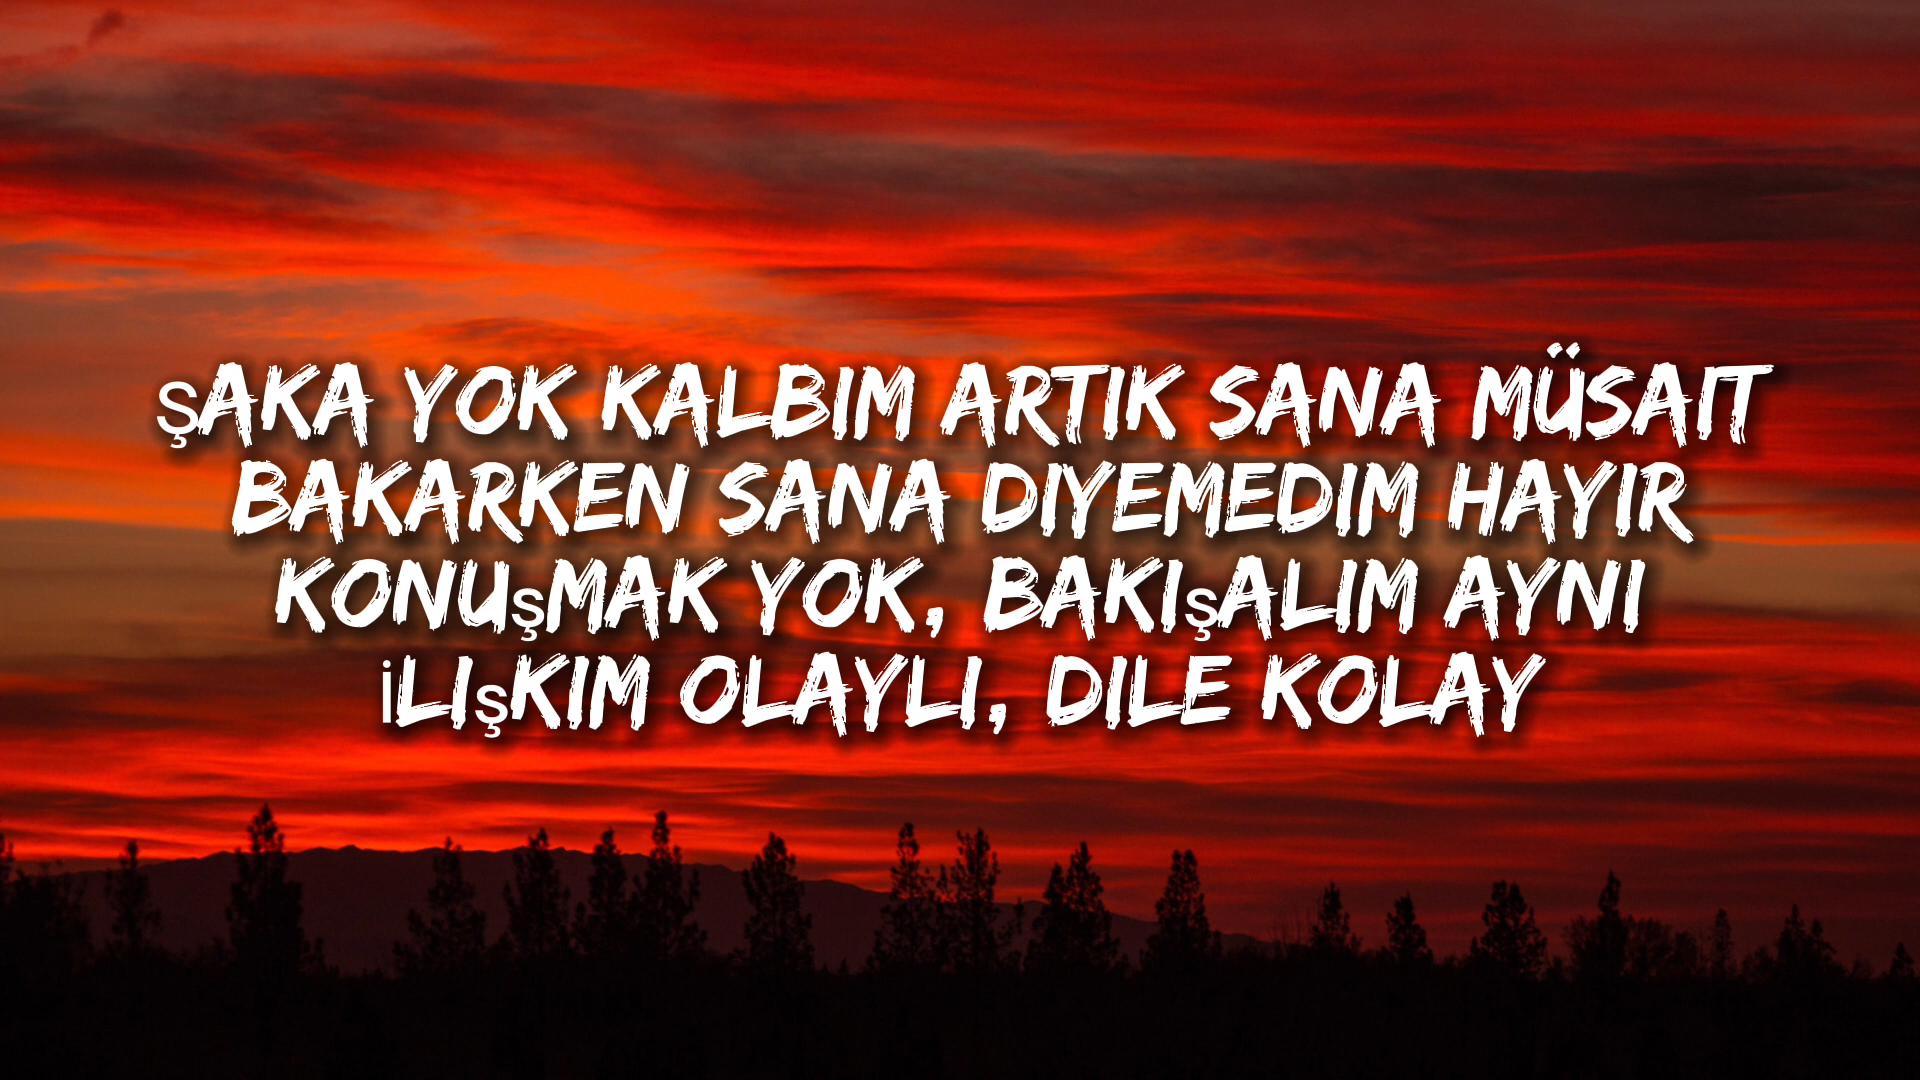 ŞAKA YOK KALBIM ARTIK SANA MÜSAIT
BAKARKEN SANA DIYEMEDIM HAYIR
KONUŞMAK YOK, BAKIŞALIM AYNI
İLIŞKIM OLAYLI, DILE KOLAY